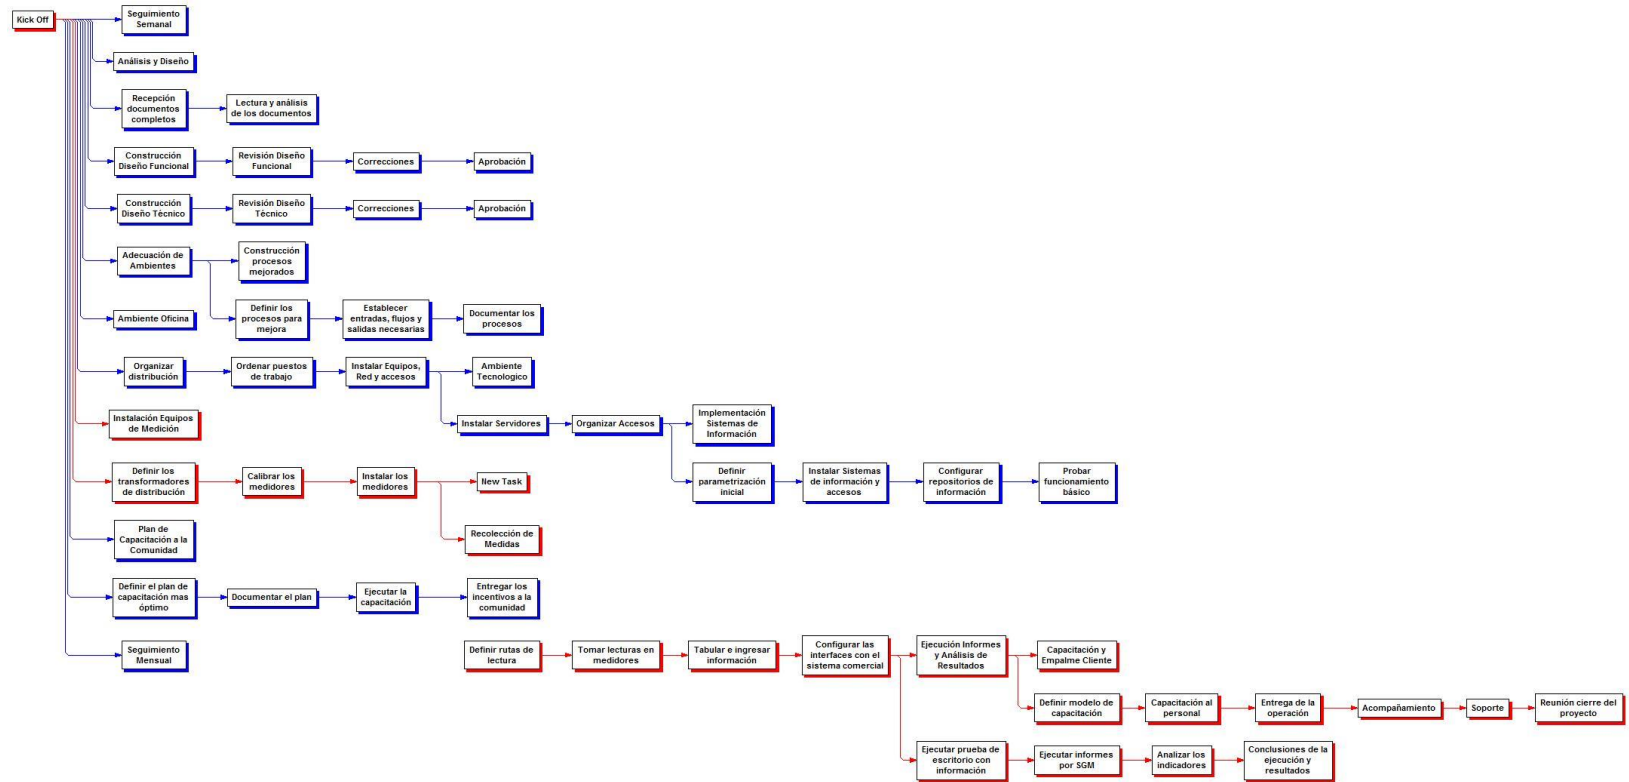 Kick Off
Seguimiento
Semanal
Análisis y Diseño
Recepción
documentos
completos
Lectura y análisis
de los documentos
Construcción
Diseño Funcional
Revisión Diseño
Funcional
Correcciones
Aprobación
Construcción
Diseño Técnico
Revisión Diseño
Técnico
Correcciones
Aprobación
Adecuación de
Ambientes
Construcción
procesos
mejorados
Ambiente Oficina
Definir los
procesos para
mejora
Establecer
entradas, flujos y
salidas necesarias
Documentar los
procesos
Organizar
distribución
Ordenar puestos
de trabajo
Instalar Equipos,
Red y accesos
Ambiente
Tecnologico
Instalación Equipos
de Medición
Instalar Servidores
Organizar Accesos
Implementación
Sistemas de
Información
Definir los
transformadores
de distribución
Calibrar los
medidores
Instalar los
medidores
New Task
Definir
parametrización
inicial
Instalar Sistemas
de información y
accesos
Configurar
repositorios de
información
Probar
funcionamiento
básico
Plan de
Capacitación a la
Comunidad
Recolección de
Medidas
Definir el plan de
capacitación mas
óptimo
Documentar el plan
Ejecutar la
capacitación
Entregar los
incentivos a la
comunidad
Seguimiento
Mensual
Definir rutas de
lectura
Tomar lecturas en
medidores
Tabular e ingresar
información
Configurar las
interfaces con el
sistema comercial
Ejecución Informes
y Análisis de
Resultados
Capacitación y
Empalme Cliente
Definir modelo de
capacitación
Capacitación al
personal
Entrega de la
operación
Acompañamiento
Soporte
Reunión cierre del
proyecto
Ejecutar prueba de
escritorio con
información
Ejecutar informes
por SGM
Analizar los
indicadores
Conclusiones de la
ejecución y
resultados